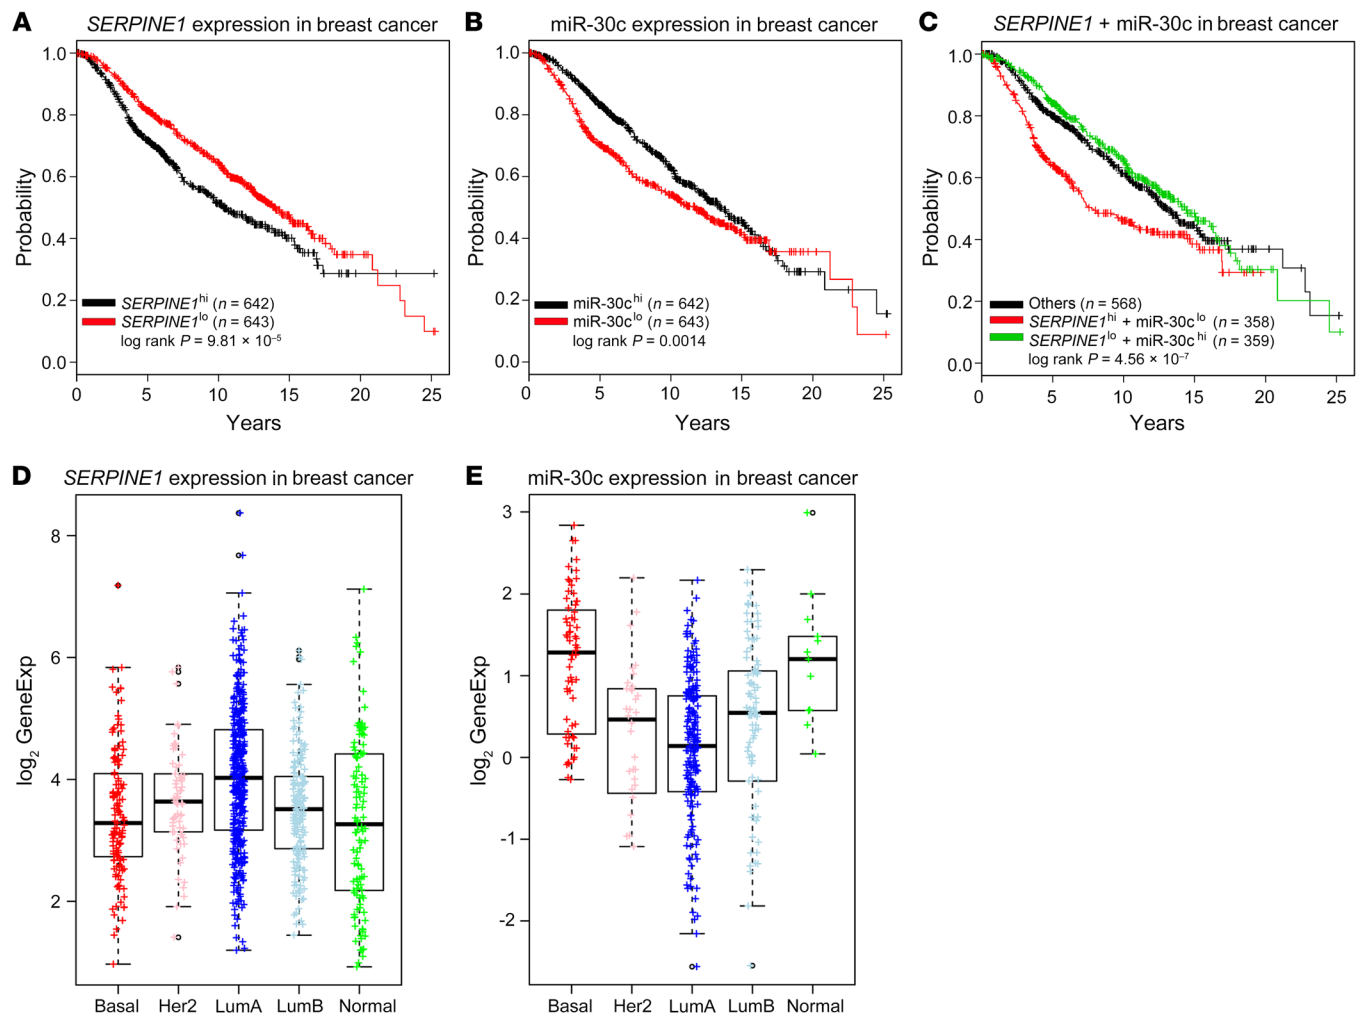 A SERPINE1 expression in breast cancer
Probability
1.0
0.8
0.6
0.4
0.2
0.0
SERPINE1hi (n = 642)
SERPINE1lo (n = 643)
log rank P = 9.81 × 10–5
0 5 10 15 20 25
Years
B miR-30c expression in breast cancer
Probability
1.0
0.8
0.6
0.4
0.2
0.0
miR-30chi (n = 642)
miR-30clo (n = 643)
log rank P = 0.0014
0 5 10 15 20 25
Years
C SERPINE1 + miR-30c in breast cancer
Probability
1.0
0.8
0.6
0.4
0.2
0.0
Others (n = 568)
SERPINE1hi + miR-30clo (n = 358)
SERPINE1lo + miR-30chi (n = 359)
log rank P = 4.56 × 10–7
0 5 10 15 20 25
Years
D SERPINE1 expression in breast cancer
log2 GeneExp
8
6
4
2
Basal Her2 LumA LumB Normal
E miR-30c expression in breast cancer
log2 GeneExp
3
2
1
0
-1
-2
Basal Her2 LumA LumB Normal